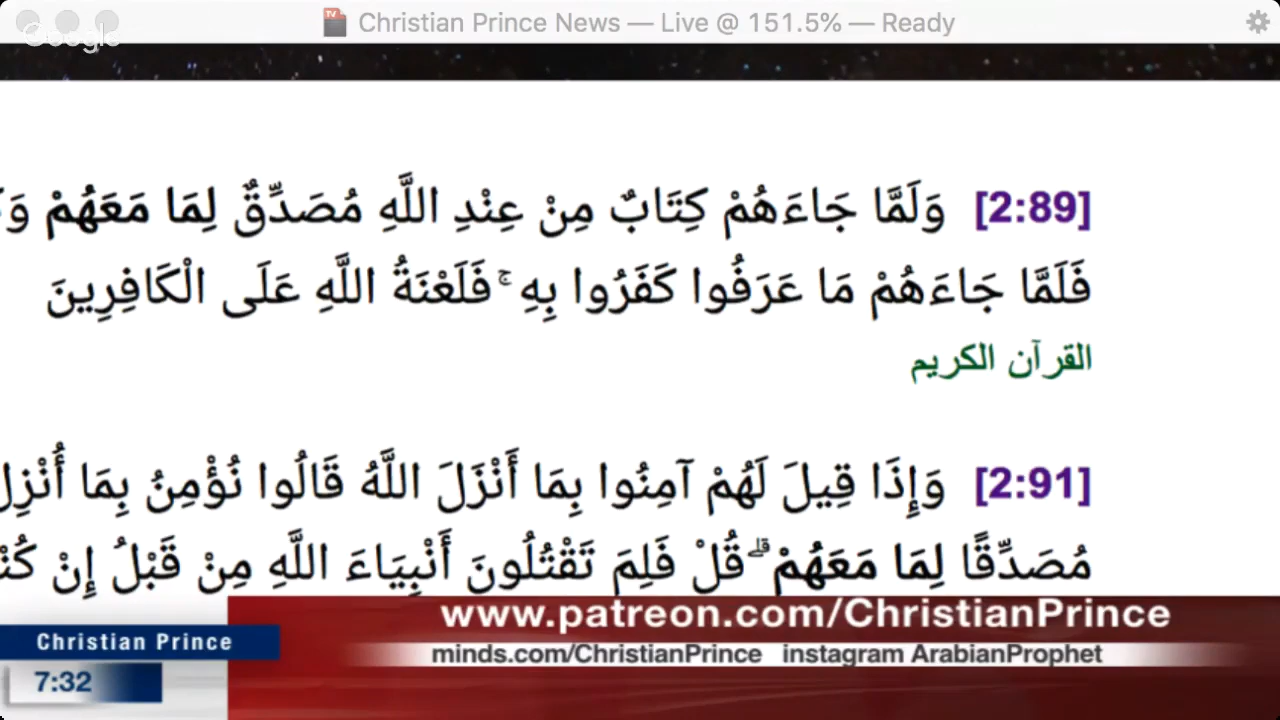 Christian Prince News — Live @ 151.5% — Ready
Google
[2:89] وَلَمَّا جَاءَهُمْ كِتَابٌ مِنْ عِنْدِ اللَّهِ مُصَدِّقٌ لِمَا مَعَهُمْ
فَلَمَّا جَاءَهُمْ مَا عَرَفُوا كَفَرُوا بِهِ ۚ فَلَعْنَةُ اللَّهِ عَلَى الْكَافِرِينَ
القرآن الكريم
[2:91] وَإِذَا قِيلَ لَهُمْ آمِنُوا بِمَا أَنْزَلَ اللَّهُ قَالُوا نُؤْمِنُ بِمَا
مُصَدِّقًا لِمَا مَعَهُمْ ۗ قُلْ فَلِمَ تَقْتُلُونَ أَنْبِيَاءَ اللَّهِ مِنْ قَبْلُ إِنْ
www.patreon.com/ChristianPrince
Christian Prince
minds.com/ChristianPrince instagram ArabianProphet
7:32